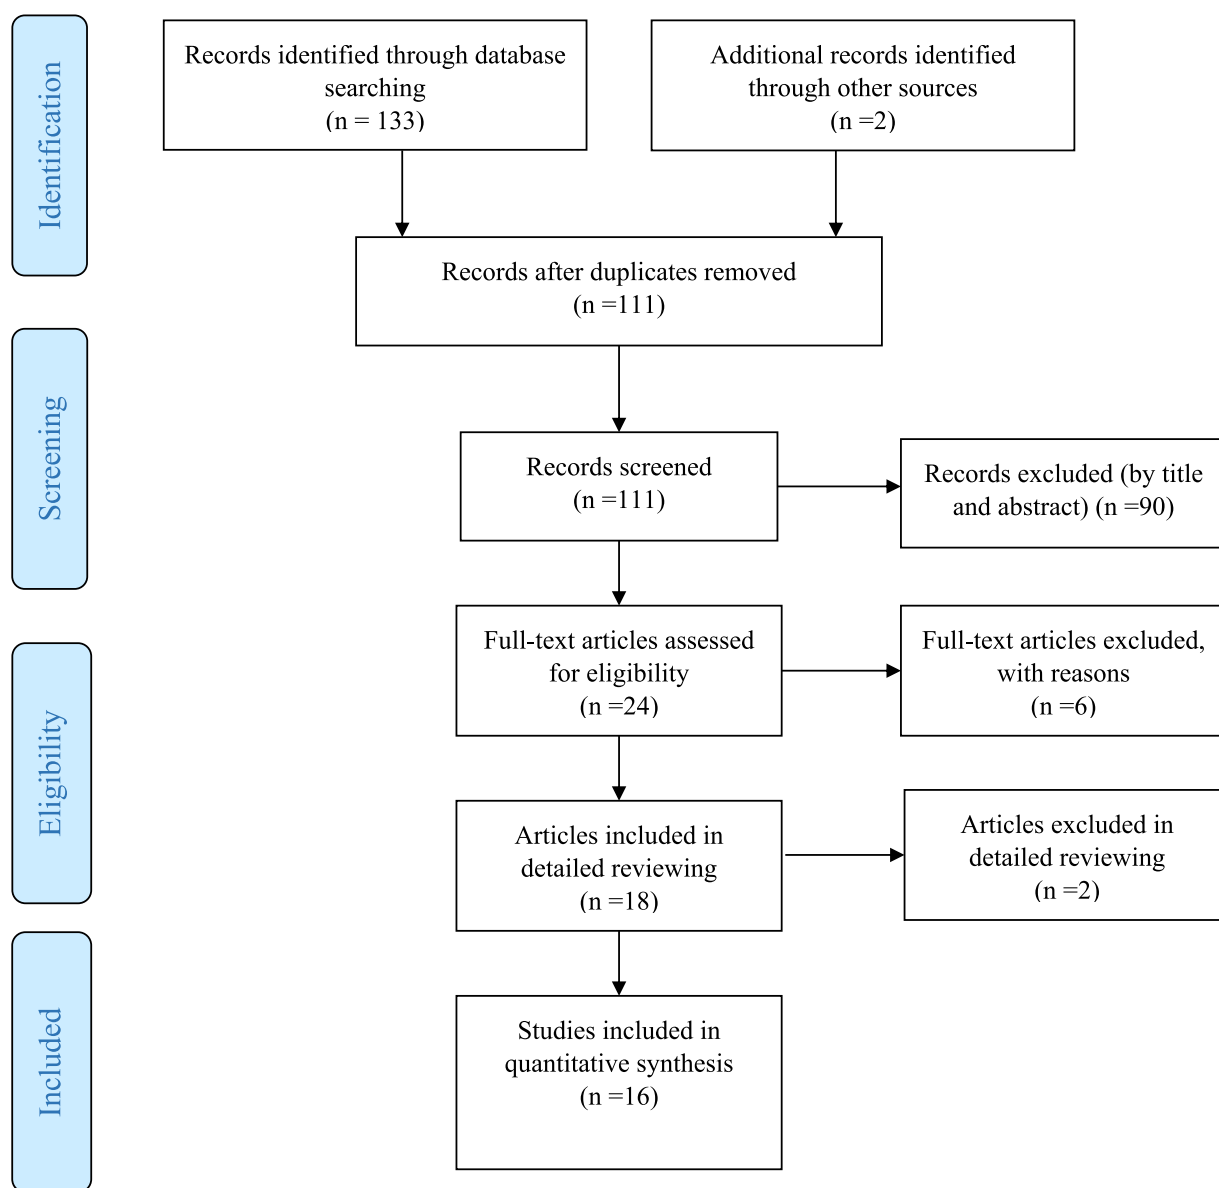 Identification
Records identified through database
searching
(n = 133)
Additional records identified
through other sources
(n =2)
Records after duplicates removed
(n =111)
Screening
Records screened
(n =111)
Records excluded (by title
and abstract) (n =90)
Eligibility
Full-text articles assessed
for eligibility
(n =24)
Full-text articles excluded,
with reasons
(n =6)
Articles included in
detailed reviewing
(n =18)
Articles excluded in
detailed reviewing
(n =2)
Included
Studies included in
quantitative synthesis
(n =16)